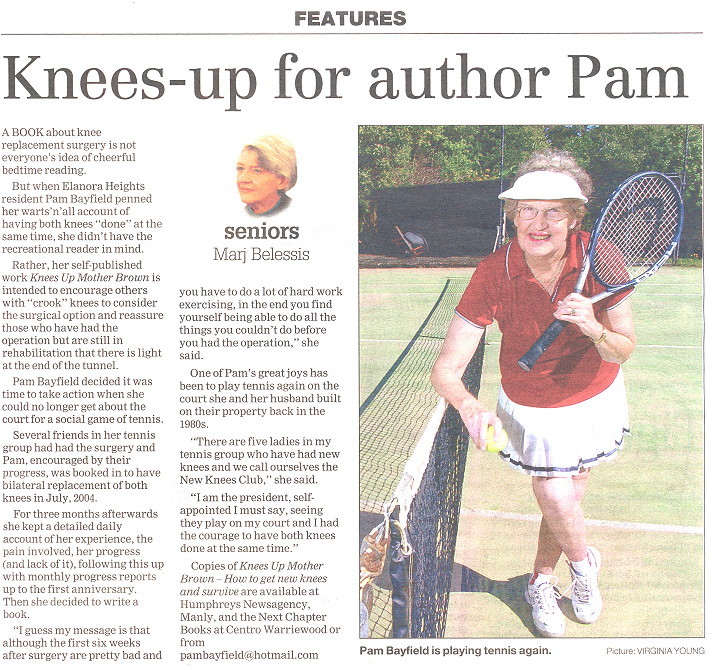 FEATURES
Knees-up for author Pam
A BOOK about knee
replacement surgery is not
everyone's idea of cheerful
bedtime reading.
But when Elanora Heights
resident Pam Bayfield penned
her warts'n'all account of
having both knees "done" at the
same time, she didn't have the
recreational reader in mind.
Rather, her self-published
work Knees Up Mother Brown is
intended to encourage others
with "crook" knees to consider
the surgical option and reassure
those who have had the
operation but are still in
rehabilitation that there is light
at the end of the tunnel.
Pam Bayfield decided it was
time to take action when she
could no longer get about the
court for a social game of tennis.
Several friends in her tennis
group had had the surgery and
Pam, encouraged by their
progress, was booked in to have
bilateral replacement of both
knees in July, 2004.
For three months afterwards
she kept a detailed daily
account of her experience, the
pain involved, her progress
(and lack of it), following this up
with monthly progress reports
up to the first anniversary.
Then she decided to write a
book.
"I guess my message is that
although the first six weeks
after surgery are pretty bad and
seniors
Marj Belessis
you have to do a lot of hard work
exercising, in the end you find
yourself being able to do all the
things you couldn't do before
you had the operation," she
said.
One of Pam's great joys has
been to play tennis again on the
court she and her husband built
on their property back in the
1980s.
"There are five ladies in my
tennis group who have had new
knees and we call ourselves the
New Knees Club," she said.
"I am the president, self-
appointed I must say, seeing
they play on my court and I had
the courage to have both knees
done at the same time."
Copies of Knees Up Mother
Brown – How to get new knees
and survive are available at
Humphreys Newsagency,
Manly, and the Next Chapter
Books at Centro Warriewood or
from
pambayfield@hotmail.com
Pam Bayfield is playing tennis again.
Picture: VIRGINIA YOUNG